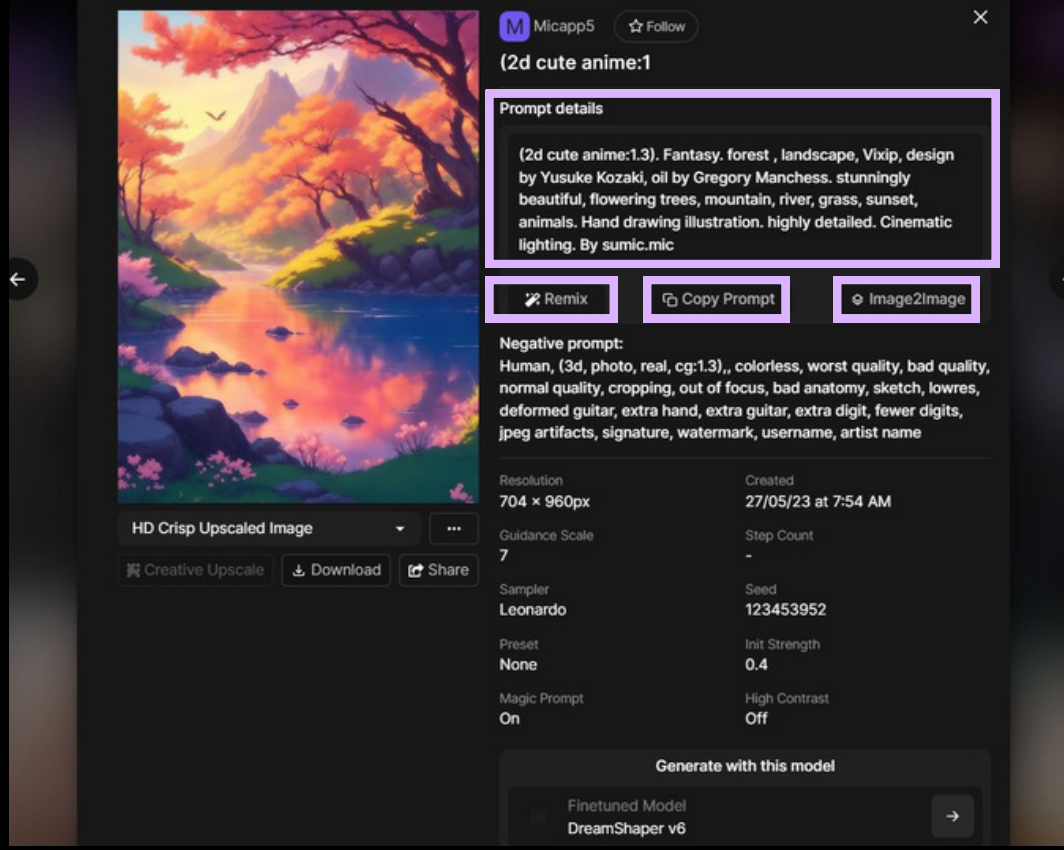 M Micapp5 Follow
(2d cute anime:1
Prompt details
(2d cute anime:1.3). Fantasy. forest , landscape, Vixip, design
by Yusuke Kozaki, oil by Gregory Manchess. stunningly
beautiful, flowering trees, mountain, river, grass, sunset,
animals. Hand drawing illustration. highly detailed. Cinematic
lighting. By sumic.mic
Remix Copy Prompt Image2Image
Negative prompt:
Human, (3d, photo, real, cg:1.3),, colorless, worst quality, bad quality,
normal quality, cropping, out of focus, bad anatomy, sketch, lowres,
deformed guitar, extra hand, extra guitar, extra digit, fewer digits,
jpeg artifacts, signature, watermark, username, artist name
HD Crisp Upscaled Image
Creative Upscale Download Share
Resolution Created
704 × 960px 27/05/23 at 7:54 AM
Guidance Scale Step Count
7 -
Sampler Seed
Leonardo 123453952
Preset Init Strength
None 0.4
Magic Prompt High Contrast
On Off
Generate with this model
Finetuned Model
DreamShaper v6